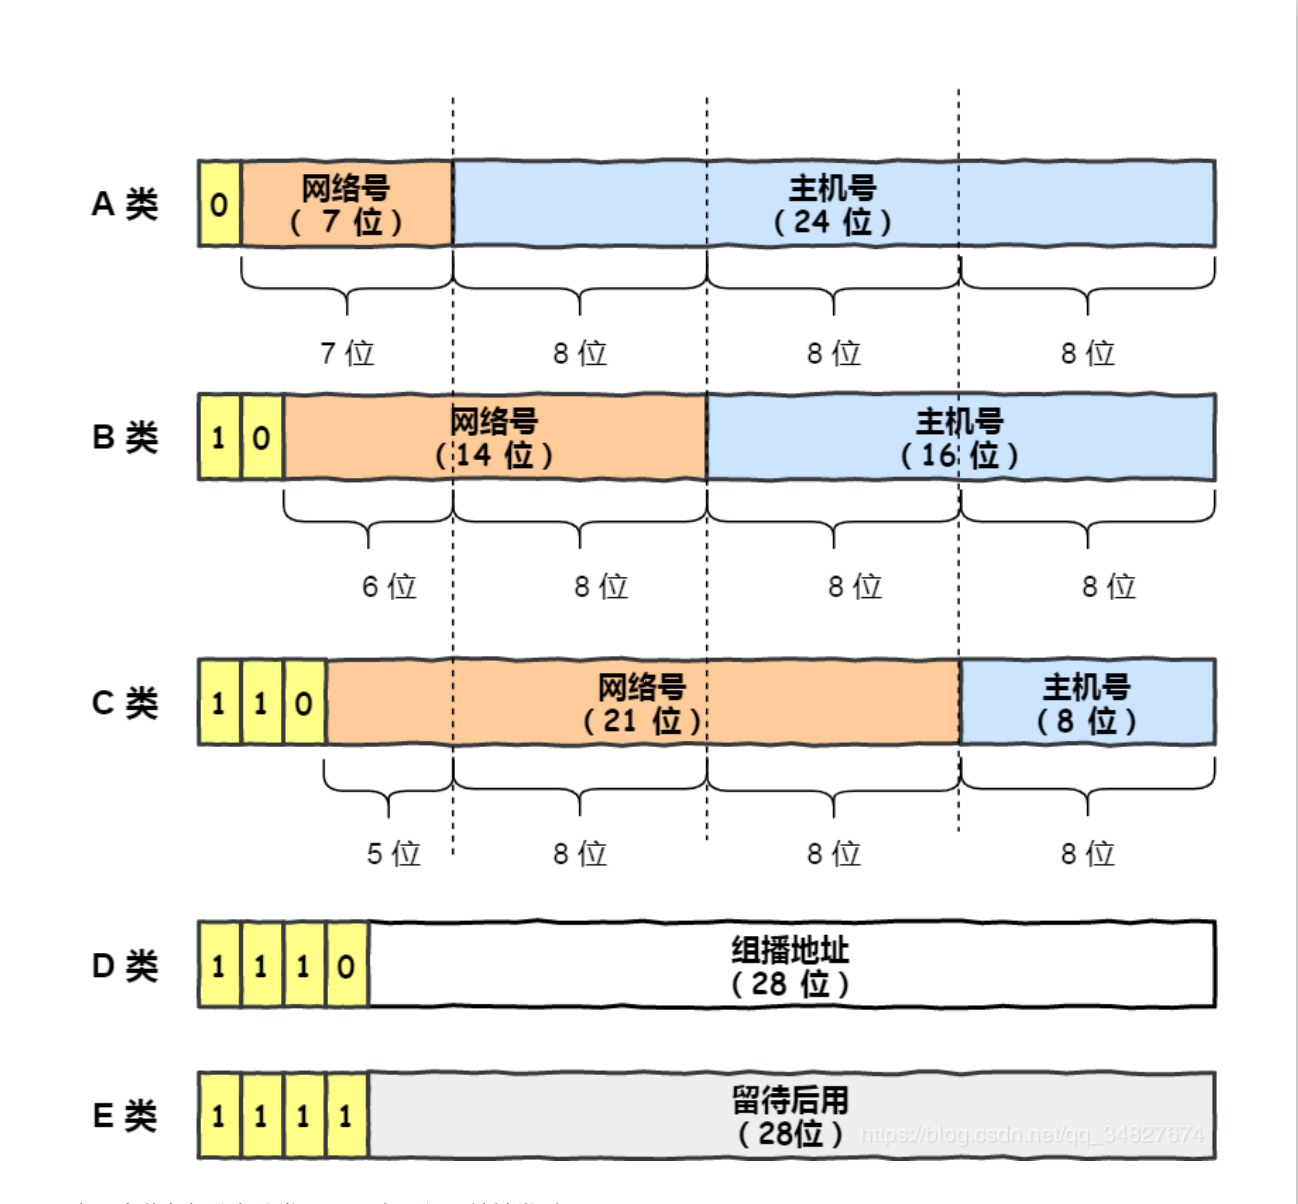 A 类
0
网络号
（ 7 位）
主机号
（24 位）
7 位
8 位
8 位
8 位
B 类
1 0
网络号
（14 位）
主机号
（16 位）
6 位
8 位
8 位
8 位
C 类
1 1 0
网络号
（21 位）
主机号
（8 位）
5 位
8 位
8 位
8 位
D 类
1 1 1 0
组播地址
（28 位）
E 类
1 1 1 1
留待后用
（28位）
https://blog.csdn.net/qq_34827674